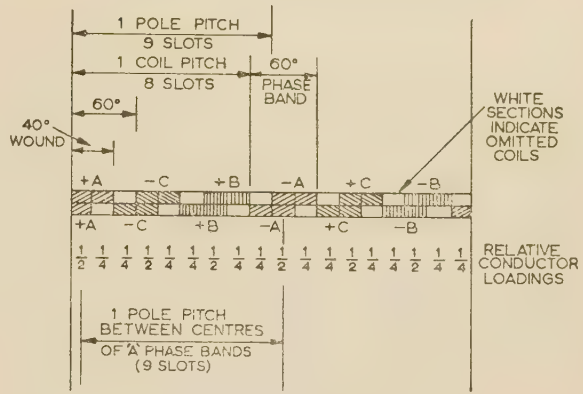 1 POLE PITCH
9 SLOTS
1 COIL PITCH
8 SLOTS
60°
PHASE
BAND
60°
40°
WOUND
WHITE
SECTIONS
INDICATE
OMITTED
COILS
+A -C +B -A +C -B
+A -C +B -A +C -B
1/2 1/4 1/4 1/2 1/4 1/4 1/2 1/4 1/4 1/2 1/4 1/4 1/2 1/4 1/4 1/2 1/4 1/4
RELATIVE
CONDUCTOR
LOADINGS
1 POLE PITCH
BETWEEN CENTRES
OF 'A' PHASE BANDS
(9 SLOTS)